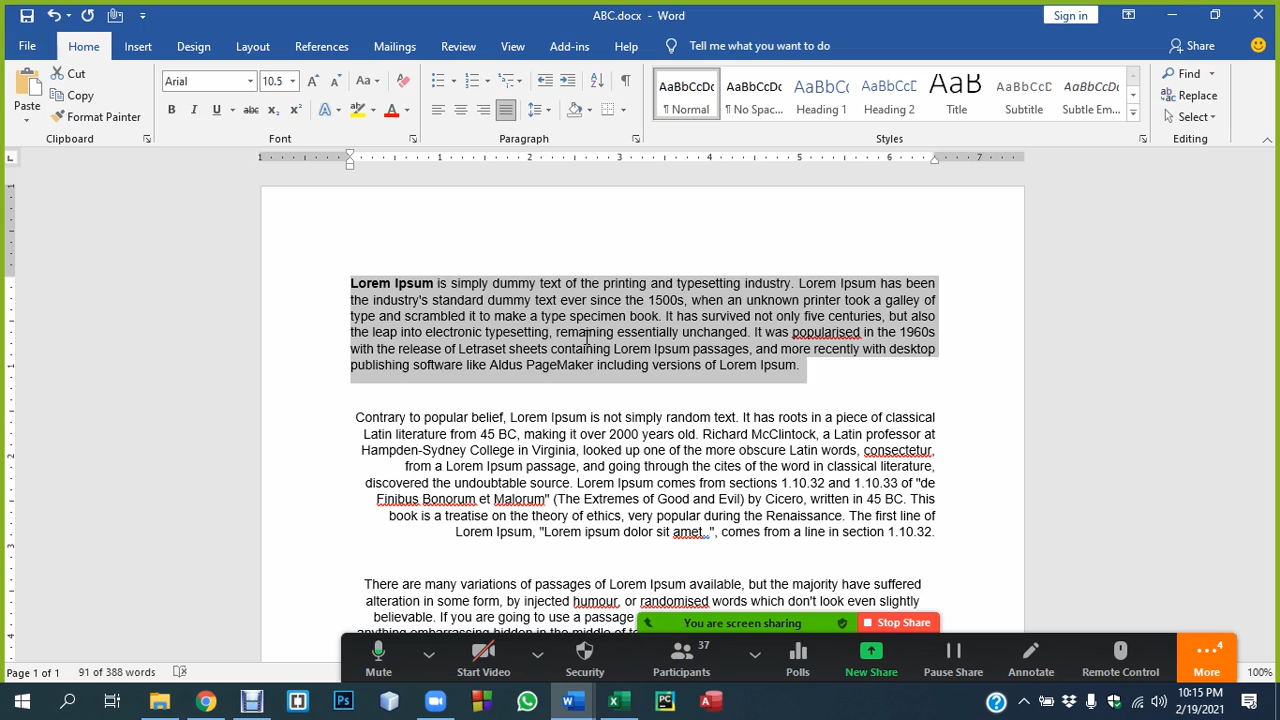 ABC.docx - Word
Sign in
File Home Insert Design Layout References Mailings Review View Add-ins Help Tell me what you want to do Share
Paste Cut Copy Format Painter
Clipboard
Arial 10.5
B I U abc x₂ x² A A
Font
Paragraph
AaBbCcDc AaBbCcDc AaBbCc AaBbCcD AaB AaBbCcD AaBbCcD
¶ Normal ¶ No Spac... Heading 1 Heading 2 Title Subtitle Subtle Em...
Styles
Find
Replace
Select
Editing
1 1 2 3 4 5 6 7
Lorem Ipsum is simply dummy text of the printing and typesetting industry. Lorem Ipsum has been
the industry's standard dummy text ever since the 1500s, when an unknown printer took a galley of
type and scrambled it to make a type specimen book. It has survived not only five centuries, but also
the leap into electronic typesetting, remaining essentially unchanged. It was popularised in the 1960s
with the release of Letraset sheets containing Lorem Ipsum passages, and more recently with desktop
publishing software like Aldus PageMaker including versions of Lorem Ipsum.
Contrary to popular belief, Lorem Ipsum is not simply random text. It has roots in a piece of classical
Latin literature from 45 BC, making it over 2000 years old. Richard McClintock, a Latin professor at
Hampden-Sydney College in Virginia, looked up one of the more obscure Latin words, consectetur,
from a Lorem Ipsum passage, and going through the cites of the word in classical literature,
discovered the undoubtable source. Lorem Ipsum comes from sections 1.10.32 and 1.10.33 of "de
Finibus Bonorum et Malorum" (The Extremes of Good and Evil) by Cicero, written in 45 BC. This
book is a treatise on the theory of ethics, very popular during the Renaissance. The first line of
Lorem Ipsum, "Lorem ipsum dolor sit amet..", comes from a line in section 1.10.32.
There are many variations of passages of Lorem Ipsum available, but the majority have suffered
alteration in some form, by injected humour, or randomised words which don't look even slightly
believable. If you are going to use a passage
You are screen sharing Stop Share
Mute Start Video Security Participants 37 Polls New Share Pause Share Annotate Remote Control More 4
Page 1 of 1 91 of 388 words 100%
10:15 PM
2/19/2021